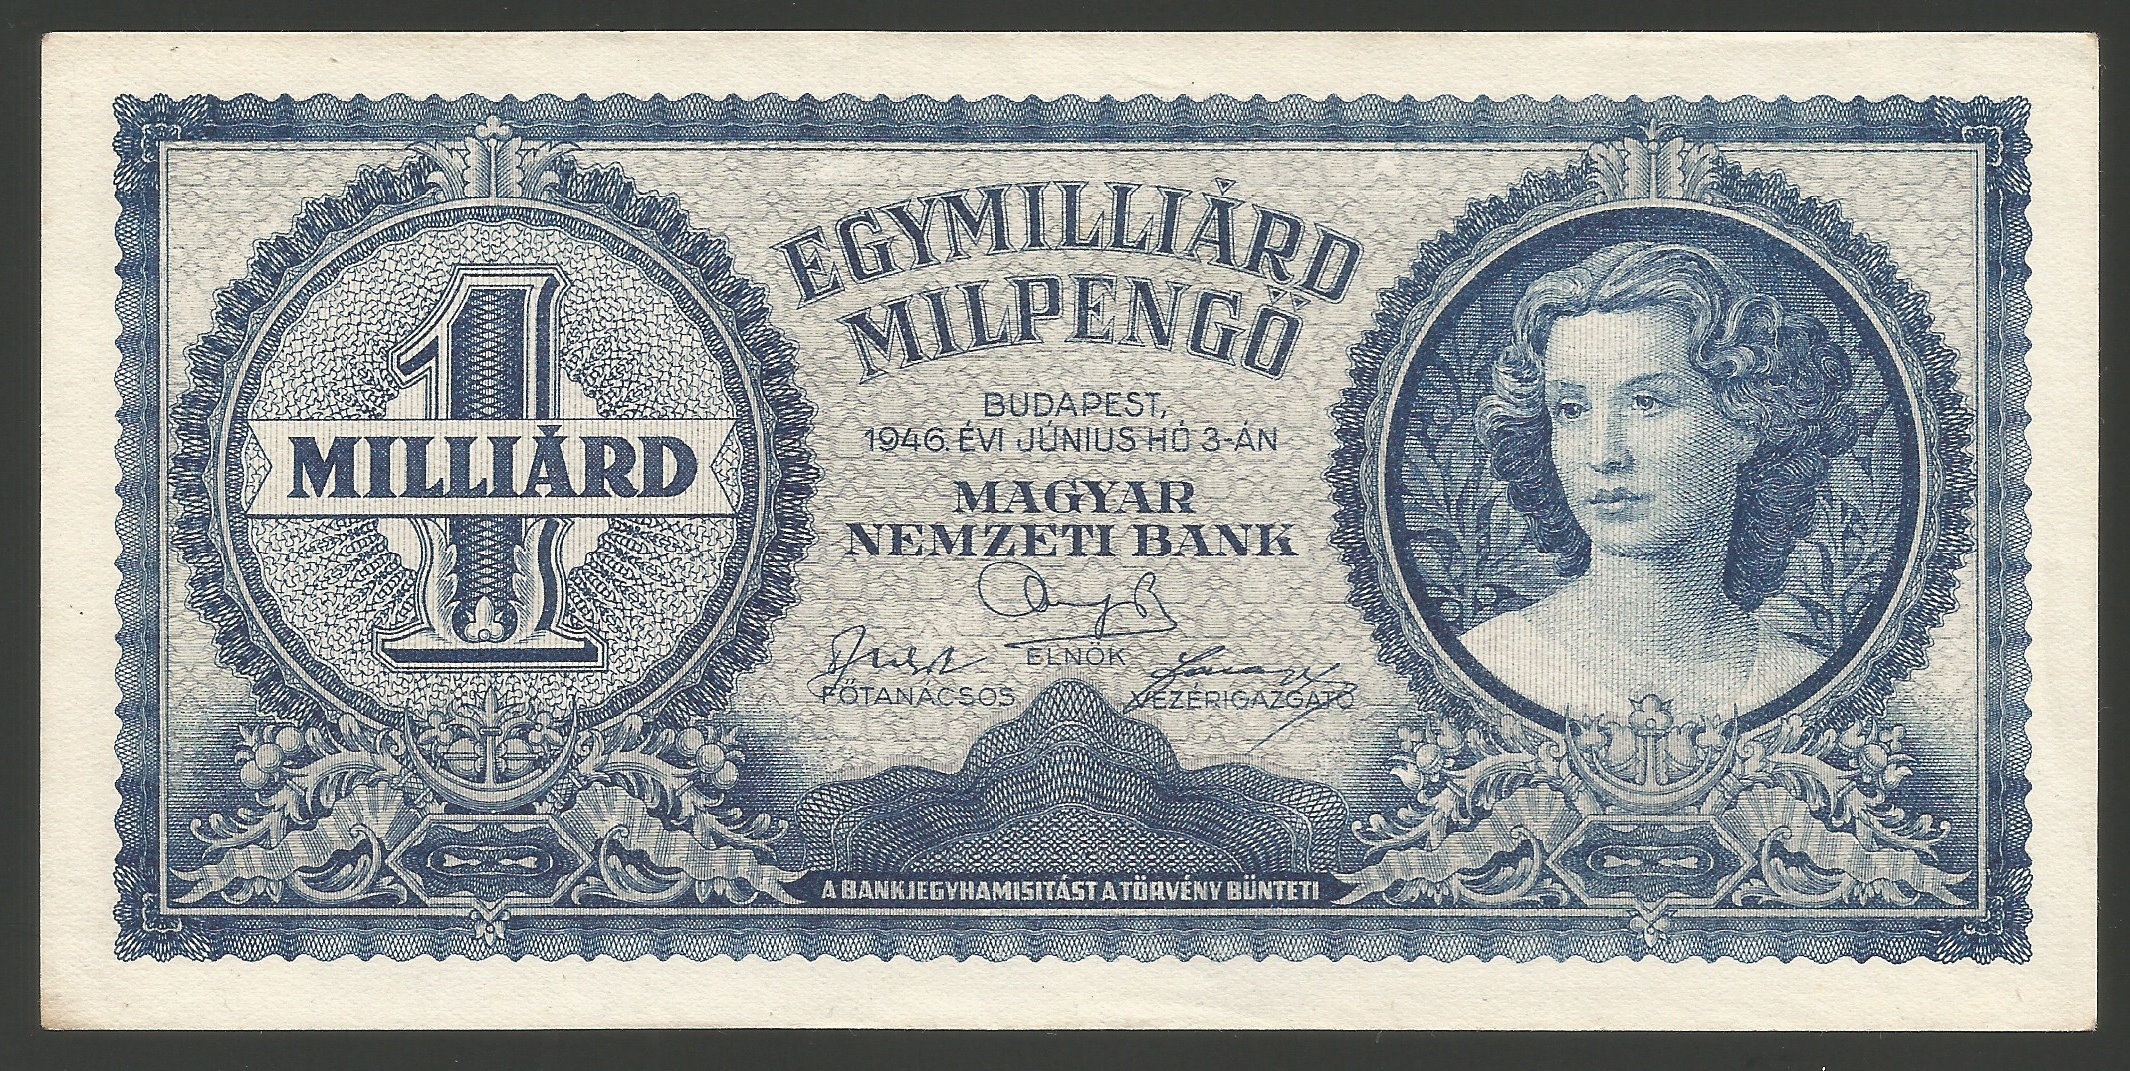 1
MILLIÁRD
EGYMILLIÁRD
MILPENGŐ
BUDAPEST,
1946. ÉVI JÚNIUS HÓ 3-ÁN
MAGYAR
NEMZETI BANK
ELNÖK
FŐTANÁCSOS
VEZÉRIGAZGATÓ
A BANKJEGYHAMISITÁST A TÖRVÉNY BÜNTETI